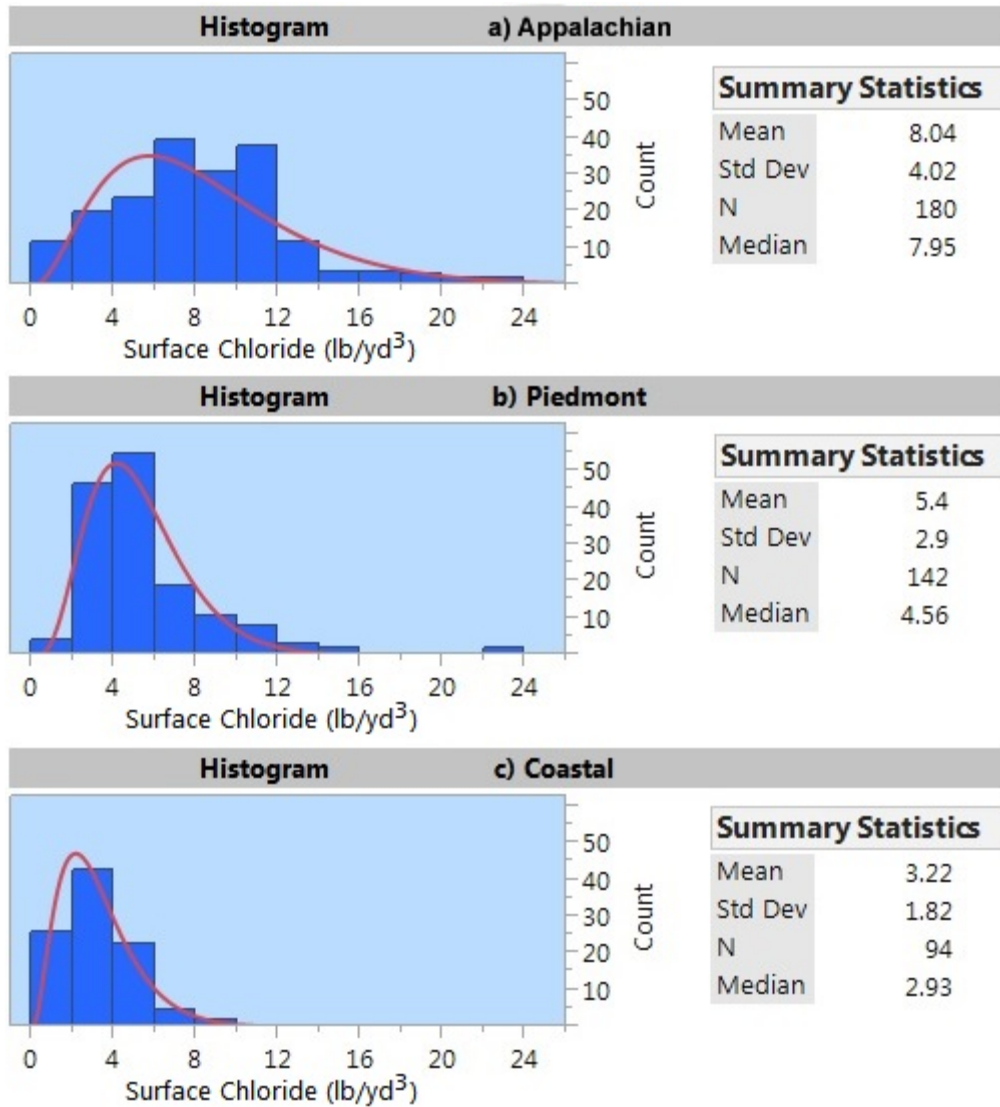 Histogram a) Appalachian
50
40
30
20
10
Count
0 4 8 12 16 20 24
Surface Chloride (lb/yd³)
Summary Statistics
Mean 8.04
Std Dev 4.02
N 180
Median 7.95
Histogram b) Piedmont
50
40
30
20
10
Count
0 4 8 12 16 20 24
Surface Chloride (lb/yd³)
Summary Statistics
Mean 5.4
Std Dev 2.9
N 142
Median 4.56
Histogram c) Coastal
50
40
30
20
10
Count
0 4 8 12 16 20 24
Surface Chloride (lb/yd³)
Summary Statistics
Mean 3.22
Std Dev 1.82
N 94
Median 2.93